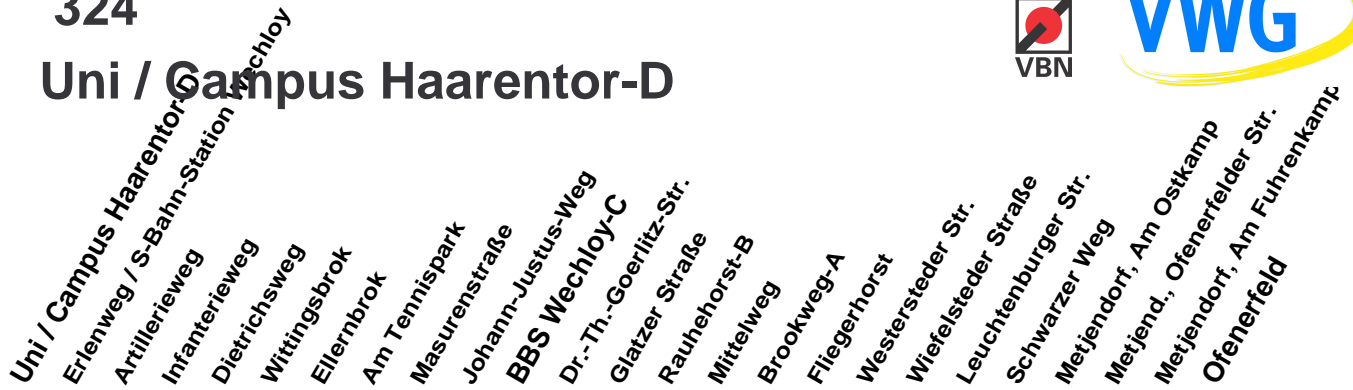 324
Uni / Campus Haarentor-D
VBN
VWG
Uni / Campus Haarentor-D
Erlenweg / S-Bahn-Station Wechloy
Artillerieweg
Infanterieweg
Dietrichsweg
Wittingsbrok
Ellernbrok
Am Tennispark
Masurenstraße
Johann-Justus-Weg
BBS Wechloy-C
Dr.-Th.-Goerlitz-Str.
Glatzer Straße
Rauhehorst-B
Mittelweg
Brookweg-A
Fliegerhorst
Westersteder Str.
Wiefelsteder Straße
Leuchtenburger Str.
Schwarzer Weg
Metjendorf, Am Ostkamp
Metjend., Ofenerfelder Str.
Metjendorf, Am Fuhrenkamp
Ofenerfeld